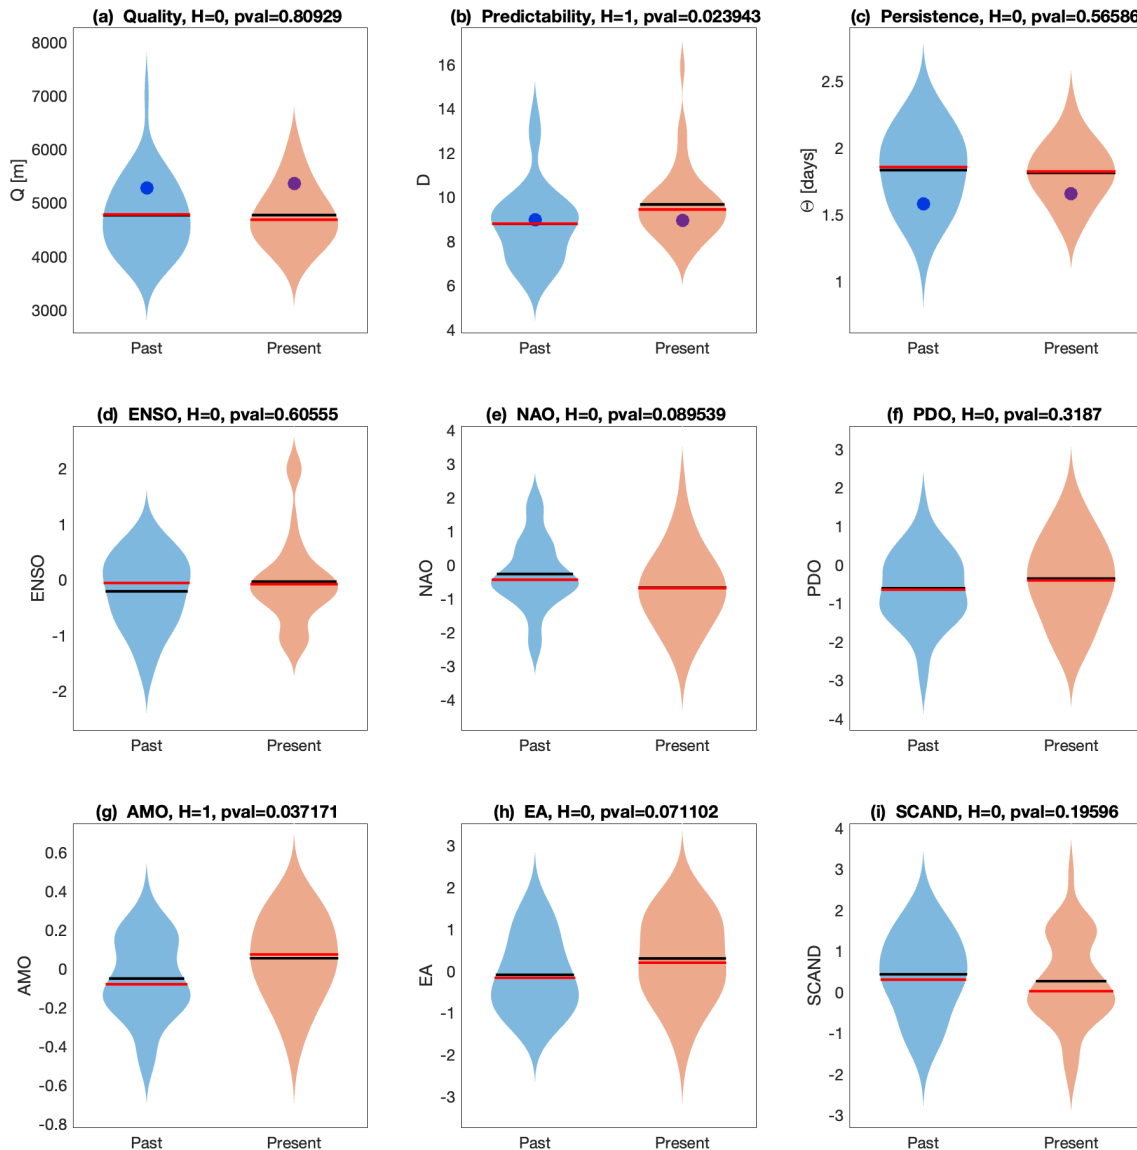 (a) Quality, H=0, pval=0.80929
8000
7000
6000
5000
4000
3000
Q [m]
Past
Present
(b) Predictability, H=1, pval=0.023943
16
14
12
10
8
6
4
D
Past
Present
(c) Persistence, H=0, pval=0.56586
2.5
2
1.5
1
Θ [days]
Past
Present
(d) ENSO, H=0, pval=0.60555
2
1
0
-1
-2
ENSO
Past
Present
(e) NAO, H=0, pval=0.089539
4
3
2
1
0
-1
-2
-3
-4
NAO
Past
Present
(f) PDO, H=0, pval=0.3187
3
2
1
0
-1
-2
-3
-4
PDO
Past
Present
(g) AMO, H=1, pval=0.037171
0.6
0.4
0.2
0
-0.2
-0.4
-0.6
-0.8
AMO
Past
Present
(h) EA, H=0, pval=0.071102
3
2
1
0
-1
-2
-3
EA
Past
Present
(i) SCAND, H=0, pval=0.19596
4
3
2
1
0
-1
-2
-3
SCAND
Past
Present